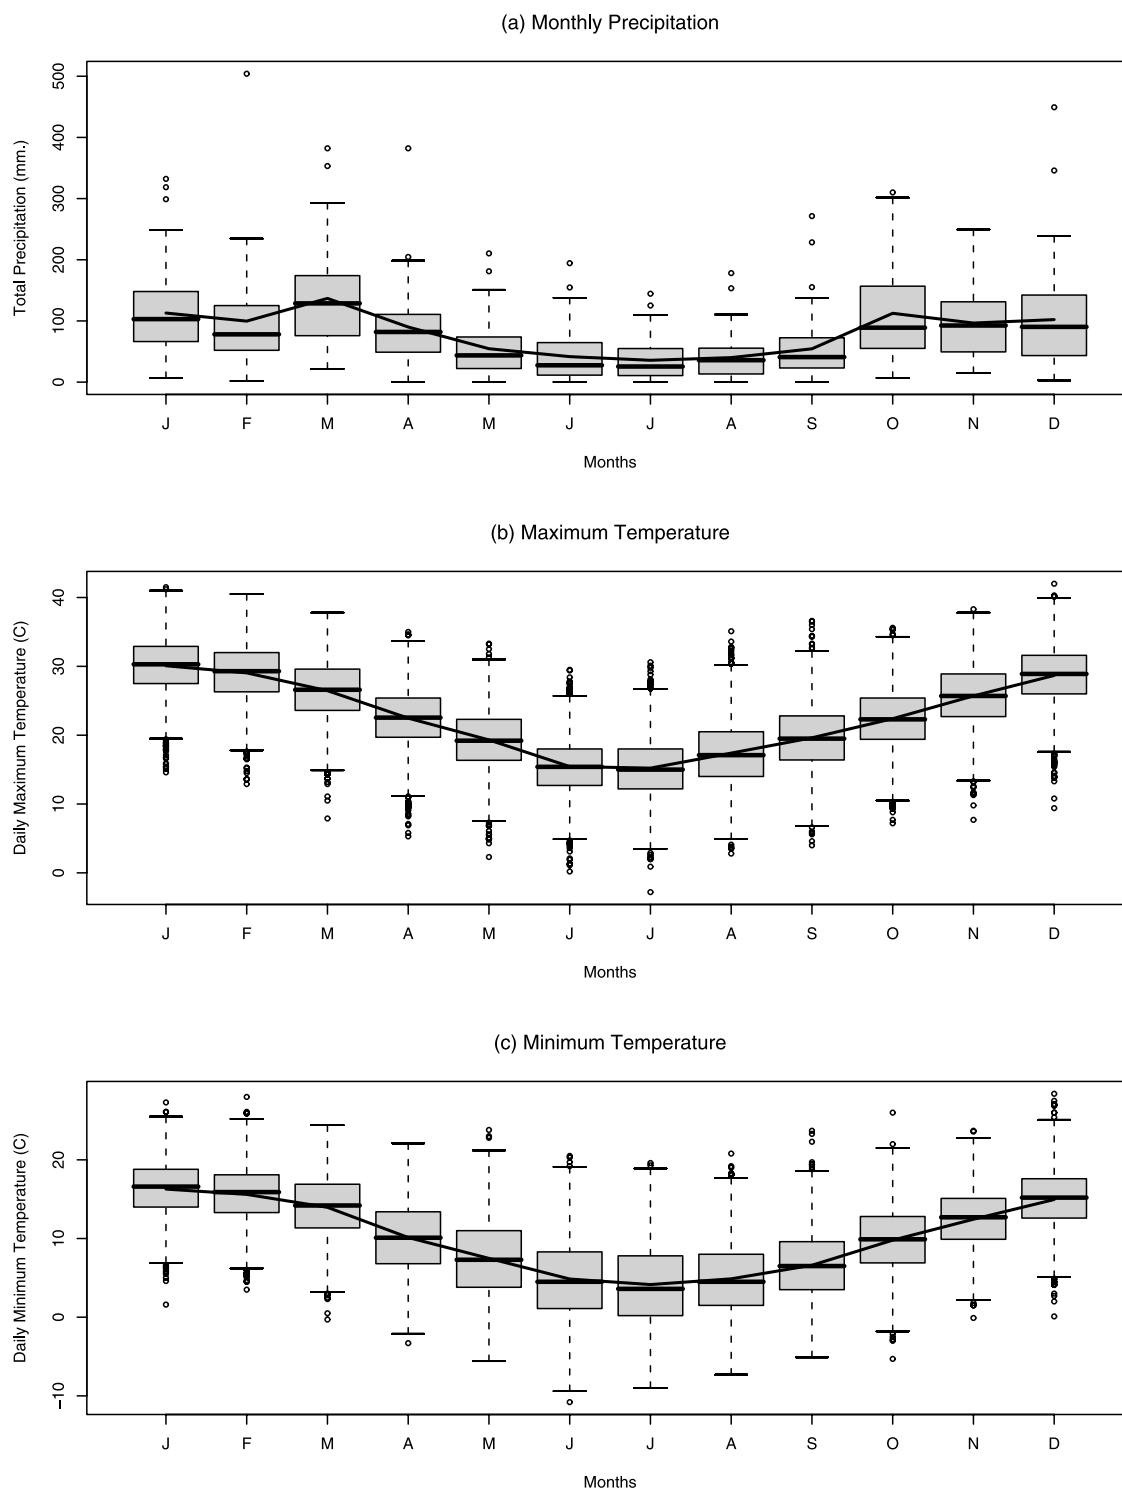 (a) Monthly Precipitation
Total Precipitation (mm.)
500
400
300
200
100
0
J F M A M J J A S O N D
Months
(b) Maximum Temperature
Daily Maximum Temperature (C)
40
30
20
10
0
J F M A M J J A S O N D
Months
(c) Minimum Temperature
Daily Minimum Temperature (C)
20
10
0
−10
J F M A M J J A S O N D
Months